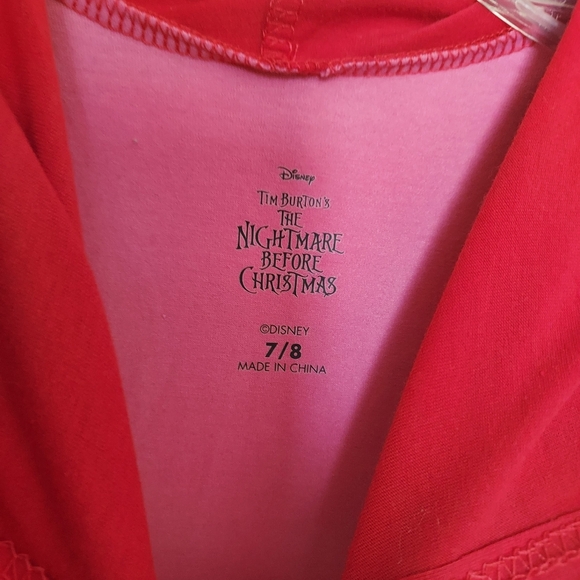 Disney
TIM BURTON'S
THE
NIGHTMARE
BEFORE
CHRISTMAS
©DISNEY
7/8
MADE IN CHINA